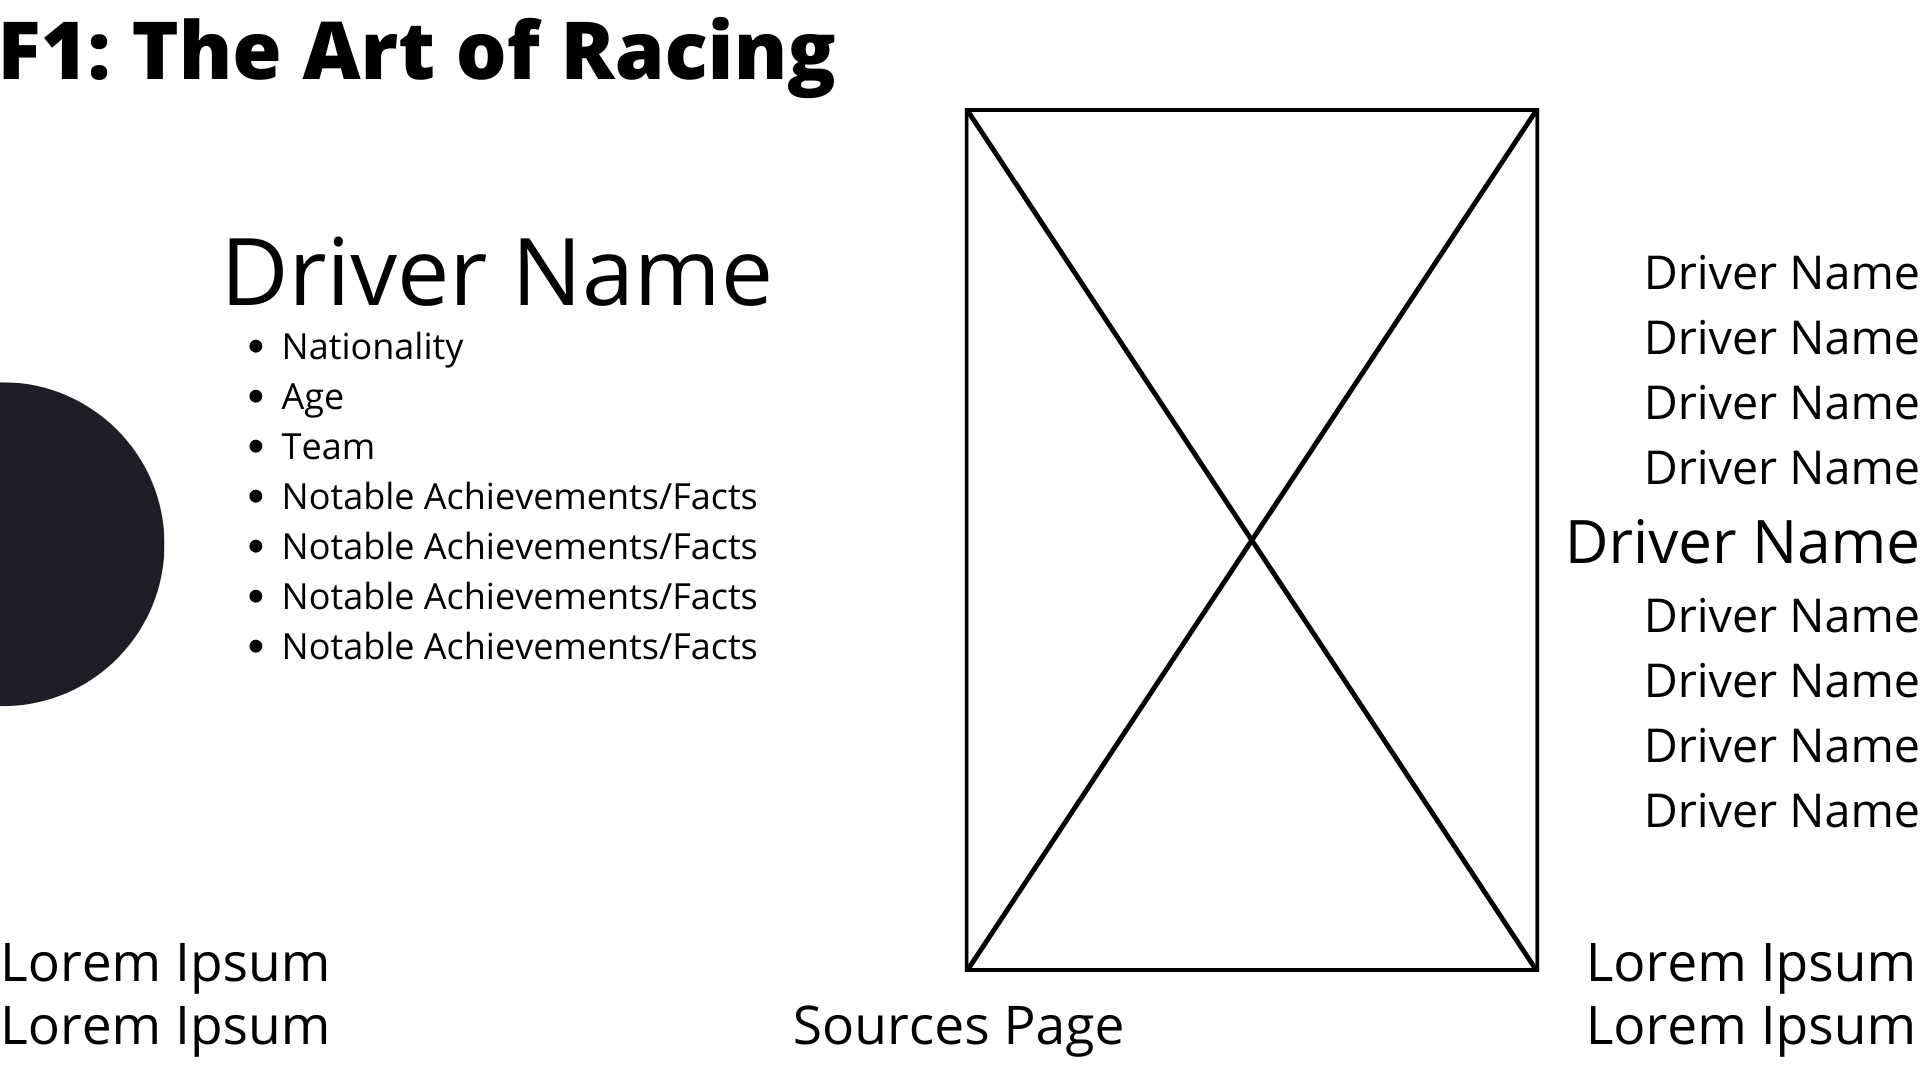 F1: The Art of Racing
Driver Name
• Nationality
• Age
• Team
• Notable Achievements/Facts
• Notable Achievements/Facts
• Notable Achievements/Facts
• Notable Achievements/Facts
Driver Name
Driver Name
Driver Name
Driver Name
Driver Name
Driver Name
Driver Name
Driver Name
Driver Name
Lorem Ipsum
Lorem Ipsum
Sources Page
Lorem Ipsum
Lorem Ipsum